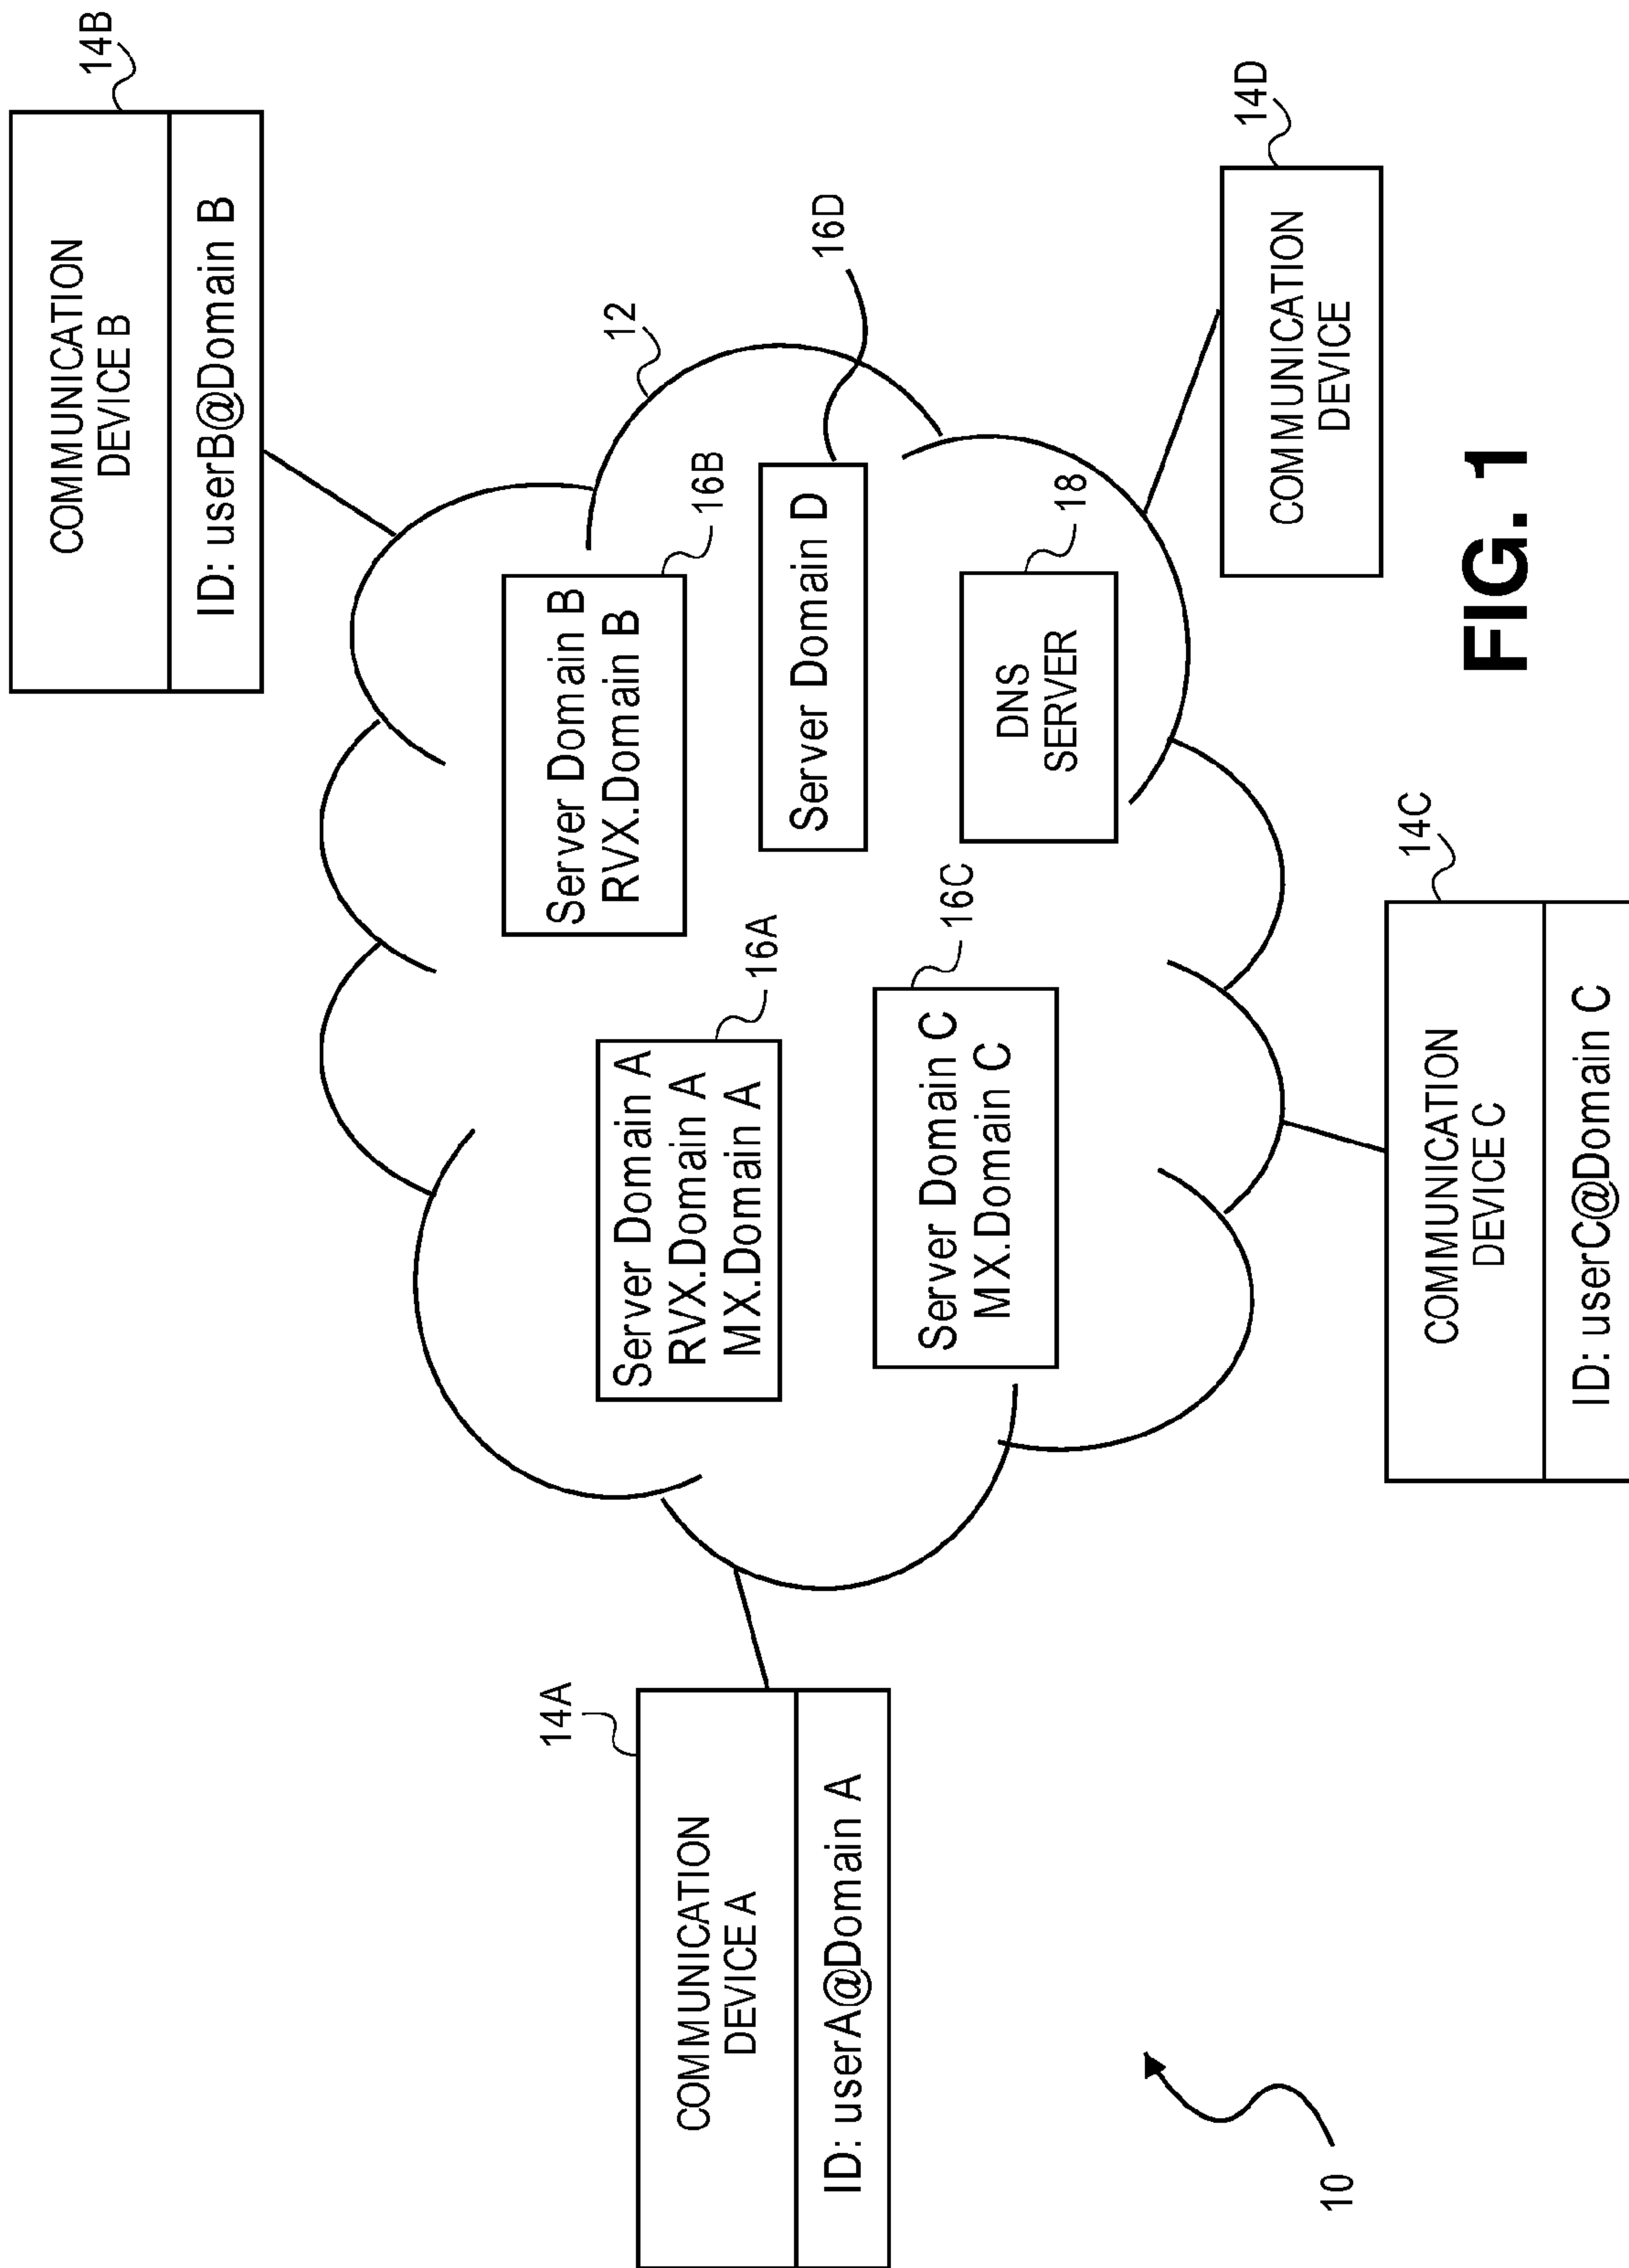 14B
COMMUNICATION
DEVICE B
ID: userB@Domain B
12
14A
COMMUNICATION
DEVICE A
ID: userA@Domain A
16A
Server Domain A
RVX.Domain A
MX.Domain A
16B
Server Domain B
RVX.Domain B
16D
Server Domain D
16C
Server Domain C
MX.Domain C
18
DNS
SERVER
14D
COMMUNICATION
DEVICE
14C
COMMUNICATION
DEVICE C
ID: userC@Domain C
10
FIG. 1